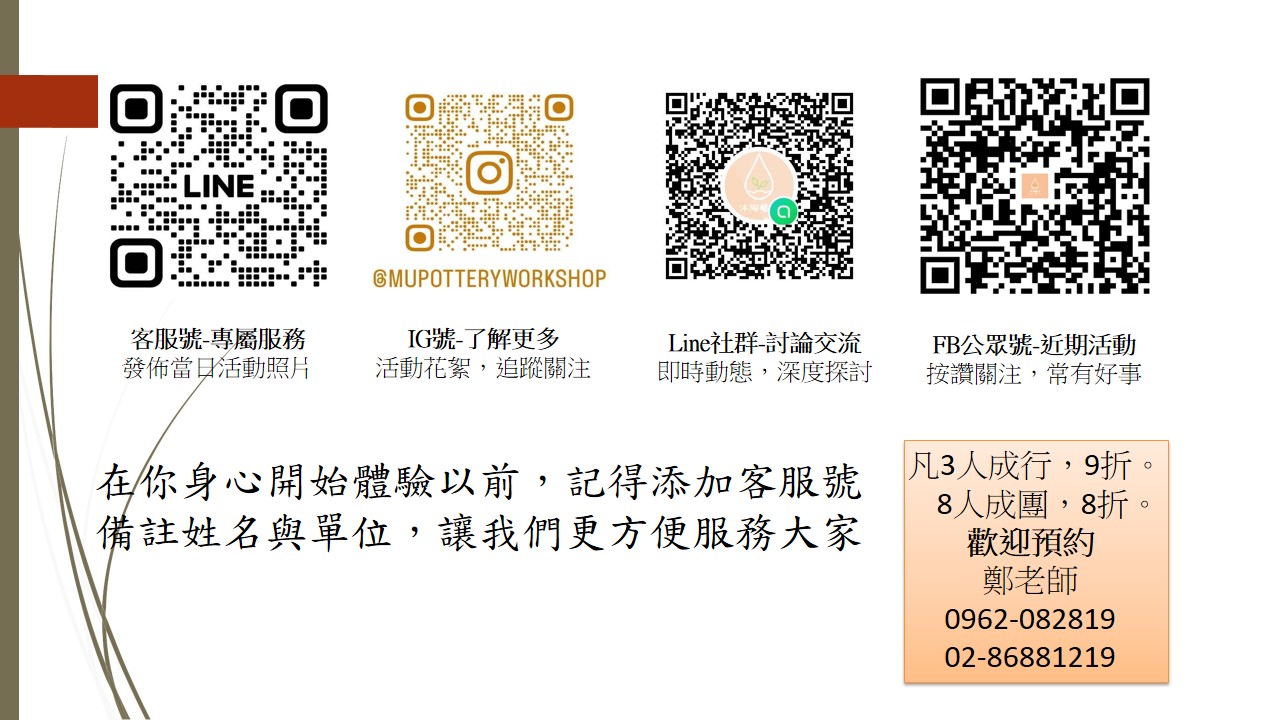 LINE
@MUPOTTERYWORKSHOP
客服號-專屬服務
發佈當日活動照片
IG號-了解更多
活動花絮，追蹤關注
Line社群-討論交流
即時動態，深度探討
FB公眾號-近期活動
按讚關注，常有好事
在你身心開始體驗以前，記得添加客服號
備註姓名與單位，讓我們更方便服務大家
凡3人成行，9折。
8人成團，8折。
歡迎預約
鄭老師
0962-082819
02-86881219